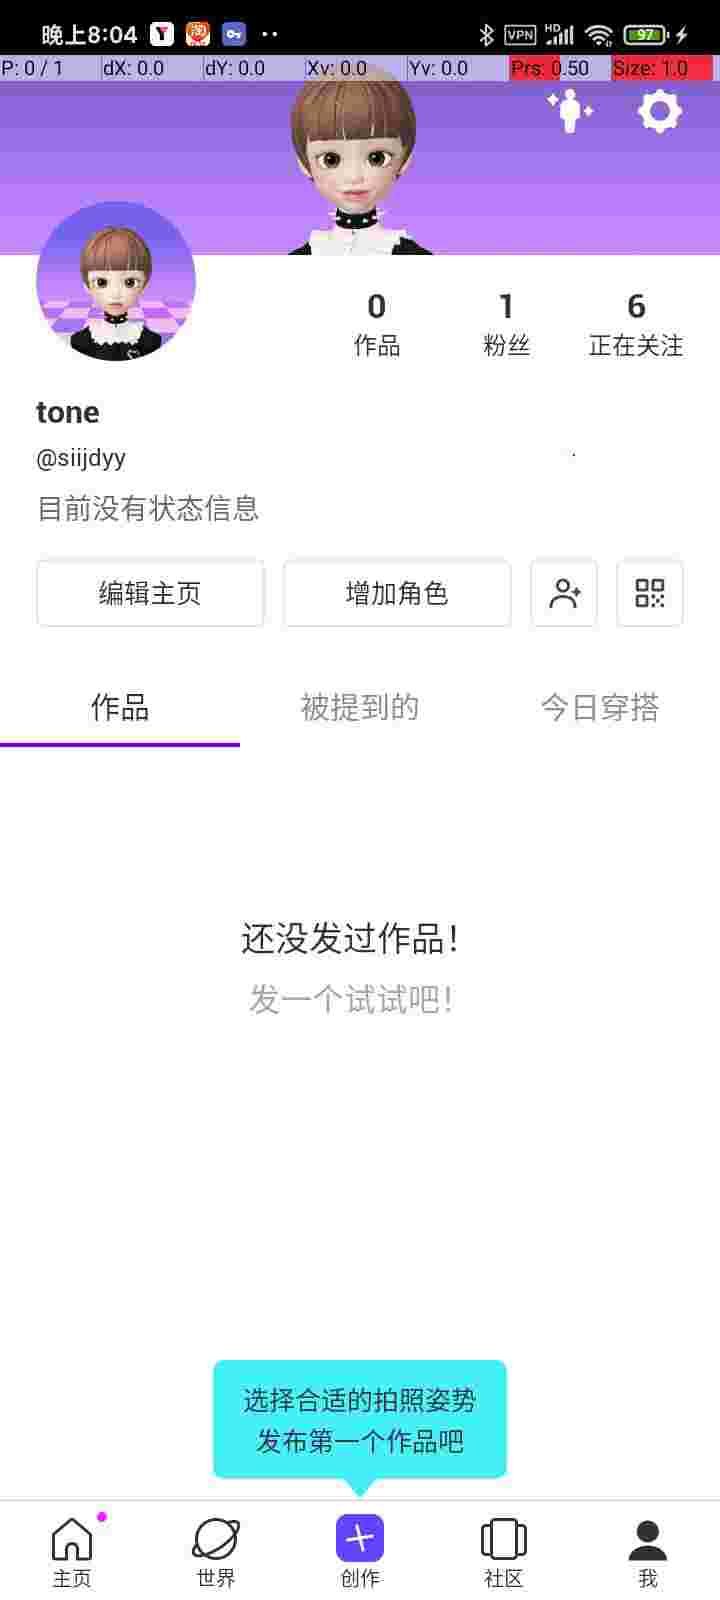 晚上8:04
VPN
HD
97
P: 0 / 1
dX: 0.0
dY: 0.0
Xv: 0.0
Yv: 0.0
Prs: 0.50
Size: 1.0
0
1
6
作品
粉丝
正在关注
tone
@siijdyy
目前没有状态信息
编辑主页
增加角色
作品
被提到的
今日穿搭
还没发过作品!
发一个试试吧!
选择合适的拍照姿势
发布第一个作品吧
主页
世界
创作
社区
我